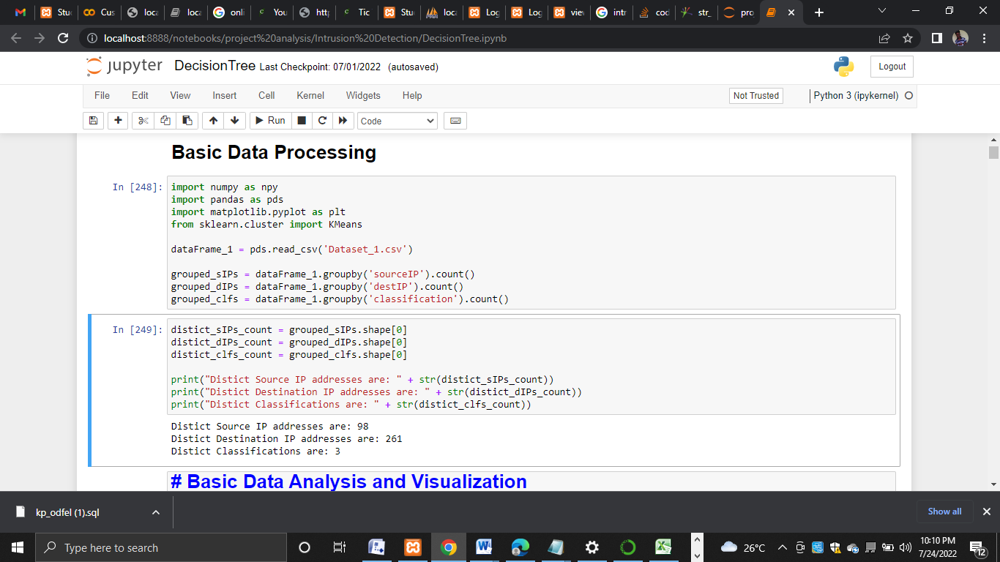 Stu
Cus
loca
loca
onli
You
http
Tic
Stu
loca
Log
Log
viev
intr
cod
str_
pro
localhost:8888/notebooks/project%20analysis/Intrusion%20Detection/DecisionTree.ipynb
jupyter DecisionTree Last Checkpoint: 07/01/2022 (autosaved)
Logout
File Edit View Insert Cell Kernel Widgets Help
Not Trusted
Python 3 (ipykernel)
Run
Code
Basic Data Processing
In [248]:
import numpy as npy
import pandas as pds
import matplotlib.pyplot as plt
from sklearn.cluster import KMeans
dataFrame_1 = pds.read_csv('Dataset_1.csv')
grouped_sIPs = dataFrame_1.groupby('sourceIP').count()
grouped_dIPs = dataFrame_1.groupby('destIP').count()
grouped_clfs = dataFrame_1.groupby('classification').count()
In [249]:
distict_sIPs_count = grouped_sIPs.shape[0]
distict_dIPs_count = grouped_dIPs.shape[0]
distict_clfs_count = grouped_clfs.shape[0]
print("Distict Source IP addresses are: " + str(distict_sIPs_count))
print("Distict Destination IP addresses are: " + str(distict_dIPs_count))
print("Distict Classifications are: " + str(distict_clfs_count))
Distict Source IP addresses are: 98
Distict Destination IP addresses are: 261
Distict Classifications are: 3
# Basic Data Analysis and Visualization
kp_odfel (1).sql
Show all
Type here to search
26°C
10:10 PM
7/24/2022
12